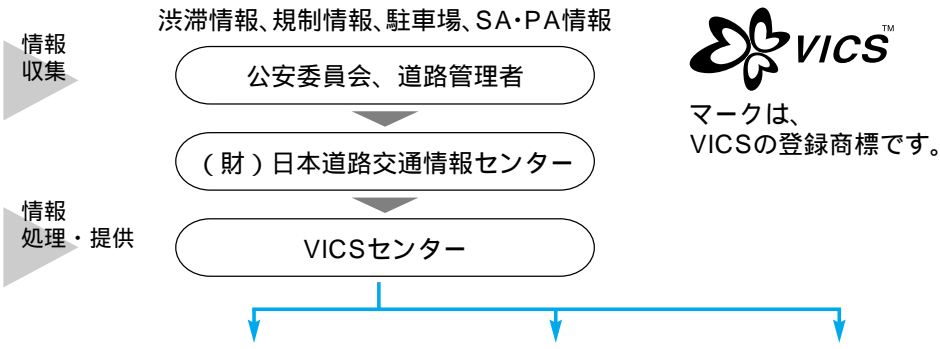 渋滞情報、規制情報、駐車場、SA・PA情報
情報
収集
公安委員会、道路管理者
VICS™
マークは、
VICSの登録商標です。
（財）日本道路交通情報センター
情報
処理・提供
VICSセンター